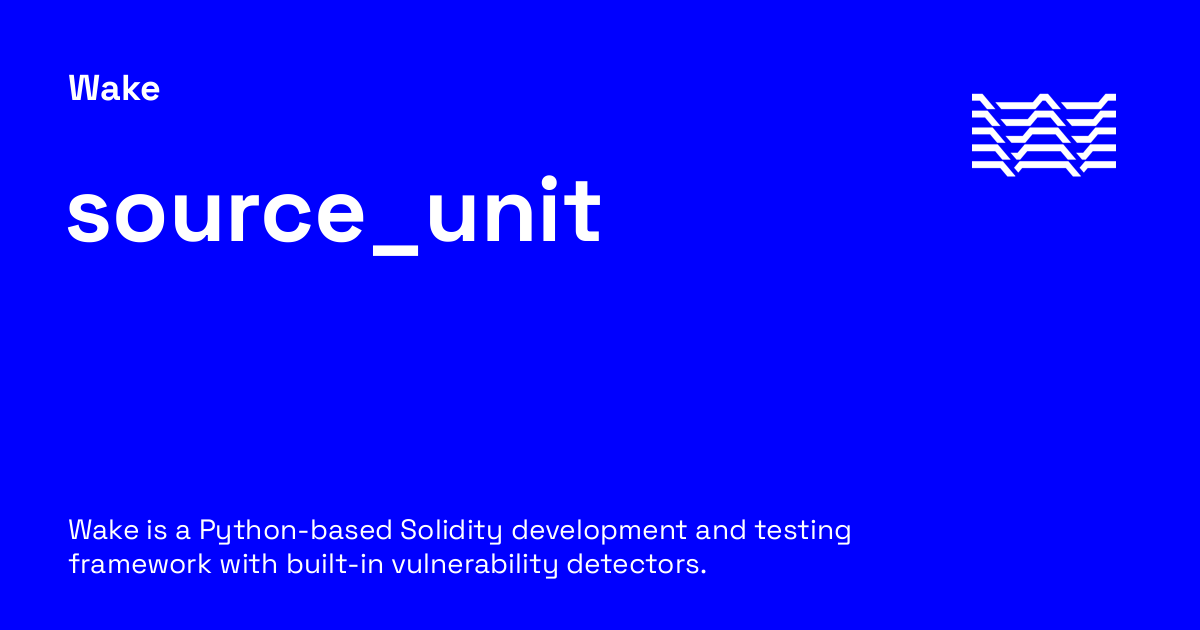 Wake
source_unit
Wake is a Python-based Solidity development and testing
framework with built-in vulnerability detectors.